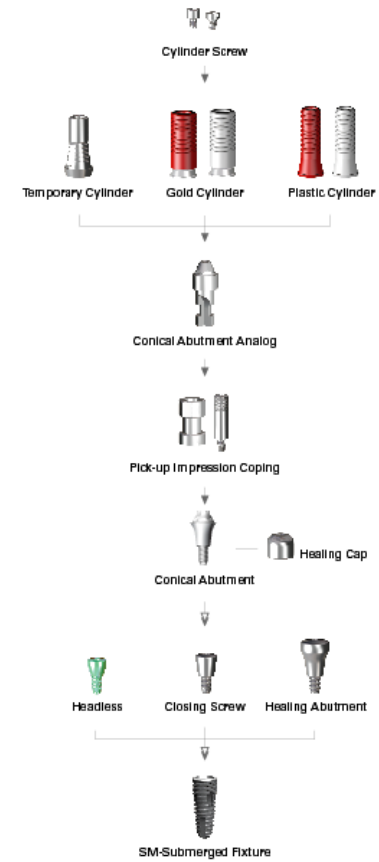 Cylinder Screw
Temporary Cylinder
Gold Cylinder
Plastic Cylinder
Conical Abutment Analog
Pick-up Impression Coping
Healing Cap
Conical Abutment
Headless
Closing Screw
Healing Abutment
SM-Submerged Fixture